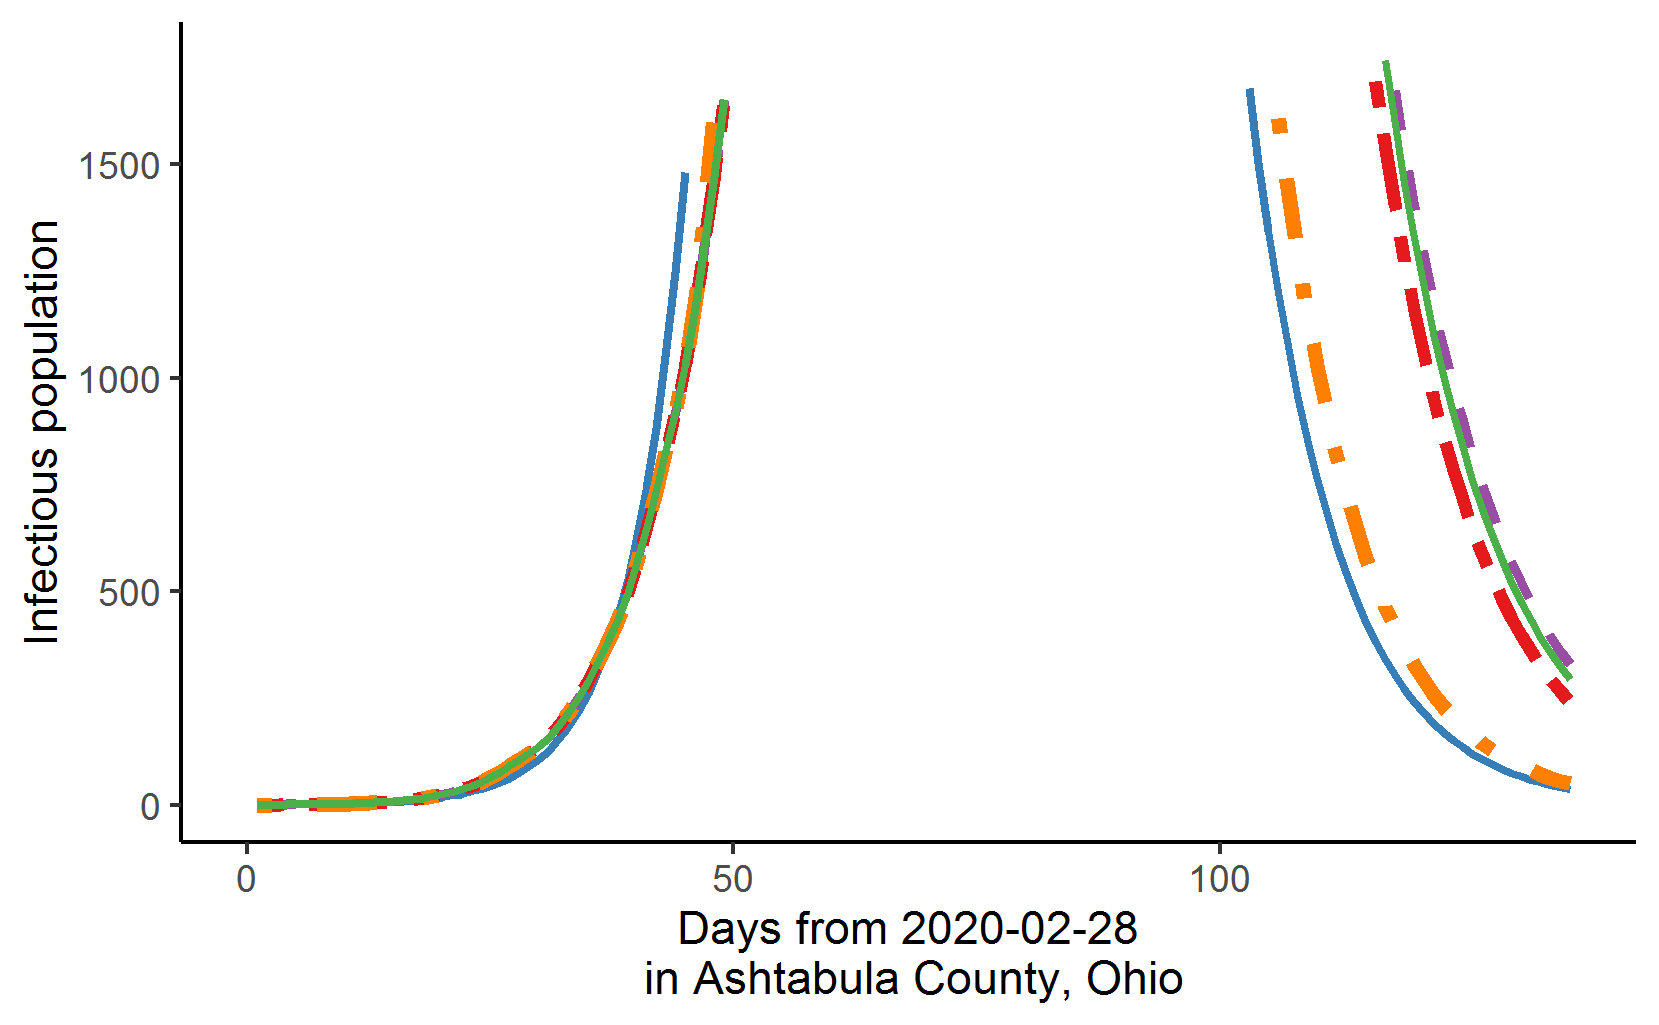 Infectious population
1500
1000
500
0
0 50 100
Days from 2020-02-28
in Ashtabula County, Ohio